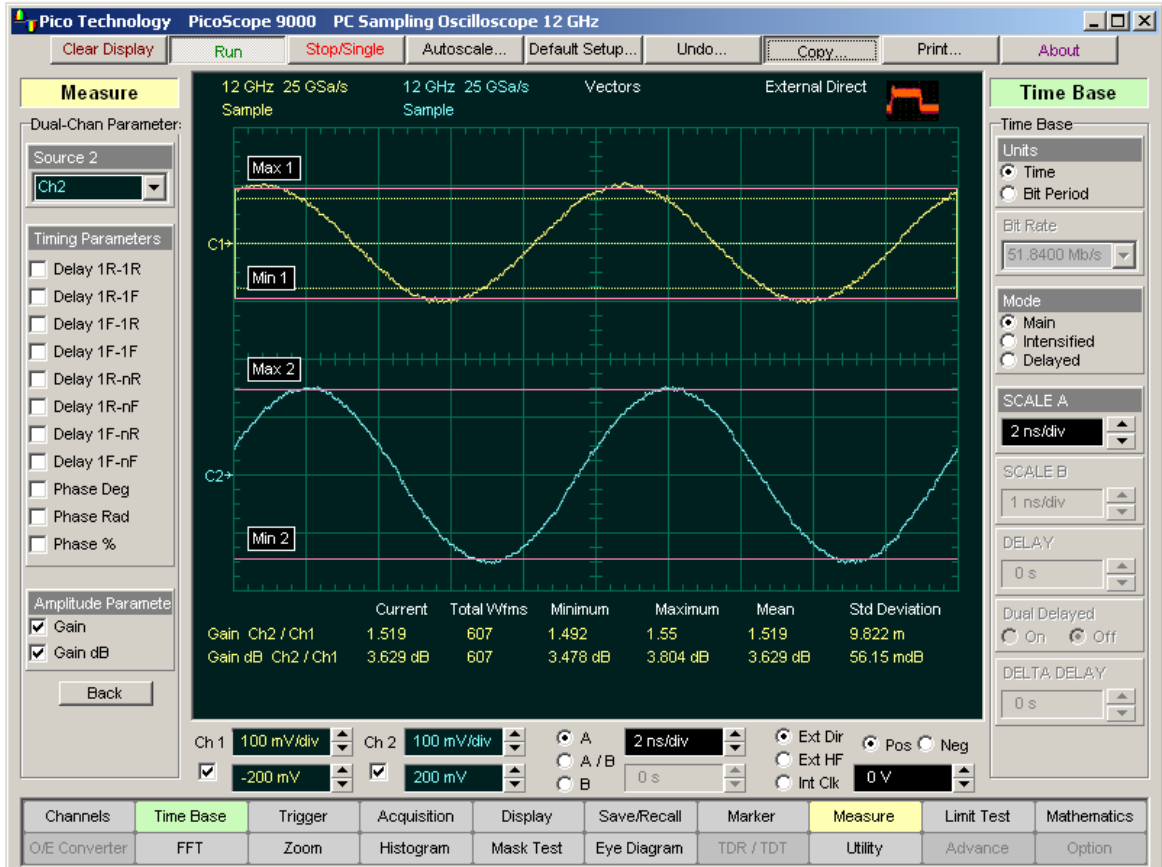 Pico Technology PicoScope 9000 PC Sampling Oscilloscope 12 GHz
Clear Display Run Stop/Single Autoscale... Default Setup... Undo... Copy... Print... About
Measure
Dual-Chan Parameter:
Source 2
Ch2
Timing Parameters
Delay 1R-1R
Delay 1R-1F
Delay 1F-1R
Delay 1F-1F
Delay 1R-nR
Delay 1R-nF
Delay 1F-nR
Delay 1F-nF
Phase Deg
Phase Rad
Phase %
Amplitude Paramete
Gain
Gain dB
Back
12 GHz 25 GSa/s 12 GHz 25 GSa/s Vectors External Direct
Sample Sample
Max 1
C1
Min 1
Max 2
C2
Min 2
Current Total Wfms Minimum Maximum Mean Std Deviation
Gain Ch2 / Ch1 1.519 607 1.492 1.55 1.519 9.822 m
Gain dB Ch2 / Ch1 3.629 dB 607 3.478 dB 3.804 dB 3.629 dB 56.15 mdB
Time Base
Time Base
Units
Time
Bit Period
Bit Rate
51.8400 Mb/s
Mode
Main
Intensified
Delayed
SCALE A
2 ns/div
SCALE B
1 ns/div
DELAY
0 s
Dual Delayed
On Off
DELTA DELAY
0 s
Ch 1 100 mV/div Ch 2 100 mV/div A 2 ns/div Ext Dir Pos Neg
A / B Ext HF
-200 mV 200 mV B 0 s Int Clk 0 V
Channels Time Base Trigger Acquisition Display Save/Recall Marker Measure Limit Test Mathematics
O/E Converter FFT Zoom Histogram Mask Test Eye Diagram TDR / TDT Utility Advance Option